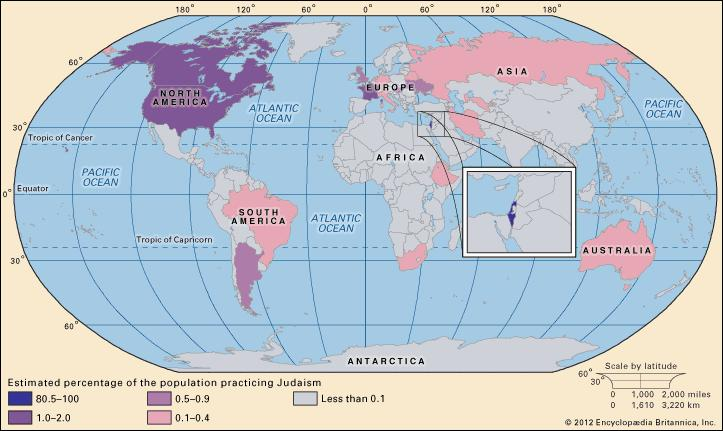 180° 120° 60° 0° 60° 120° 180°
60°
ASIA
EUROPE
NORTH
AMERICA
ATLANTIC
OCEAN
PACIFIC
OCEAN
30°
Tropic of Cancer
AFRICA
PACIFIC
OCEAN
0° Equator
SOUTH
AMERICA
ATLANTIC
OCEAN
Tropic of Capricorn
AUSTRALIA
30°
60°
ANTARCTICA
Estimated percentage of the population practicing Judaism
80.5–100
0.5–0.9
Less than 0.1
1.0–2.0
0.1–0.4
Scale by latitude
60°
30°
0 1,000 2,000 miles
0 1,610 3,220 km
© 2012 Encyclopædia Britannica, Inc.